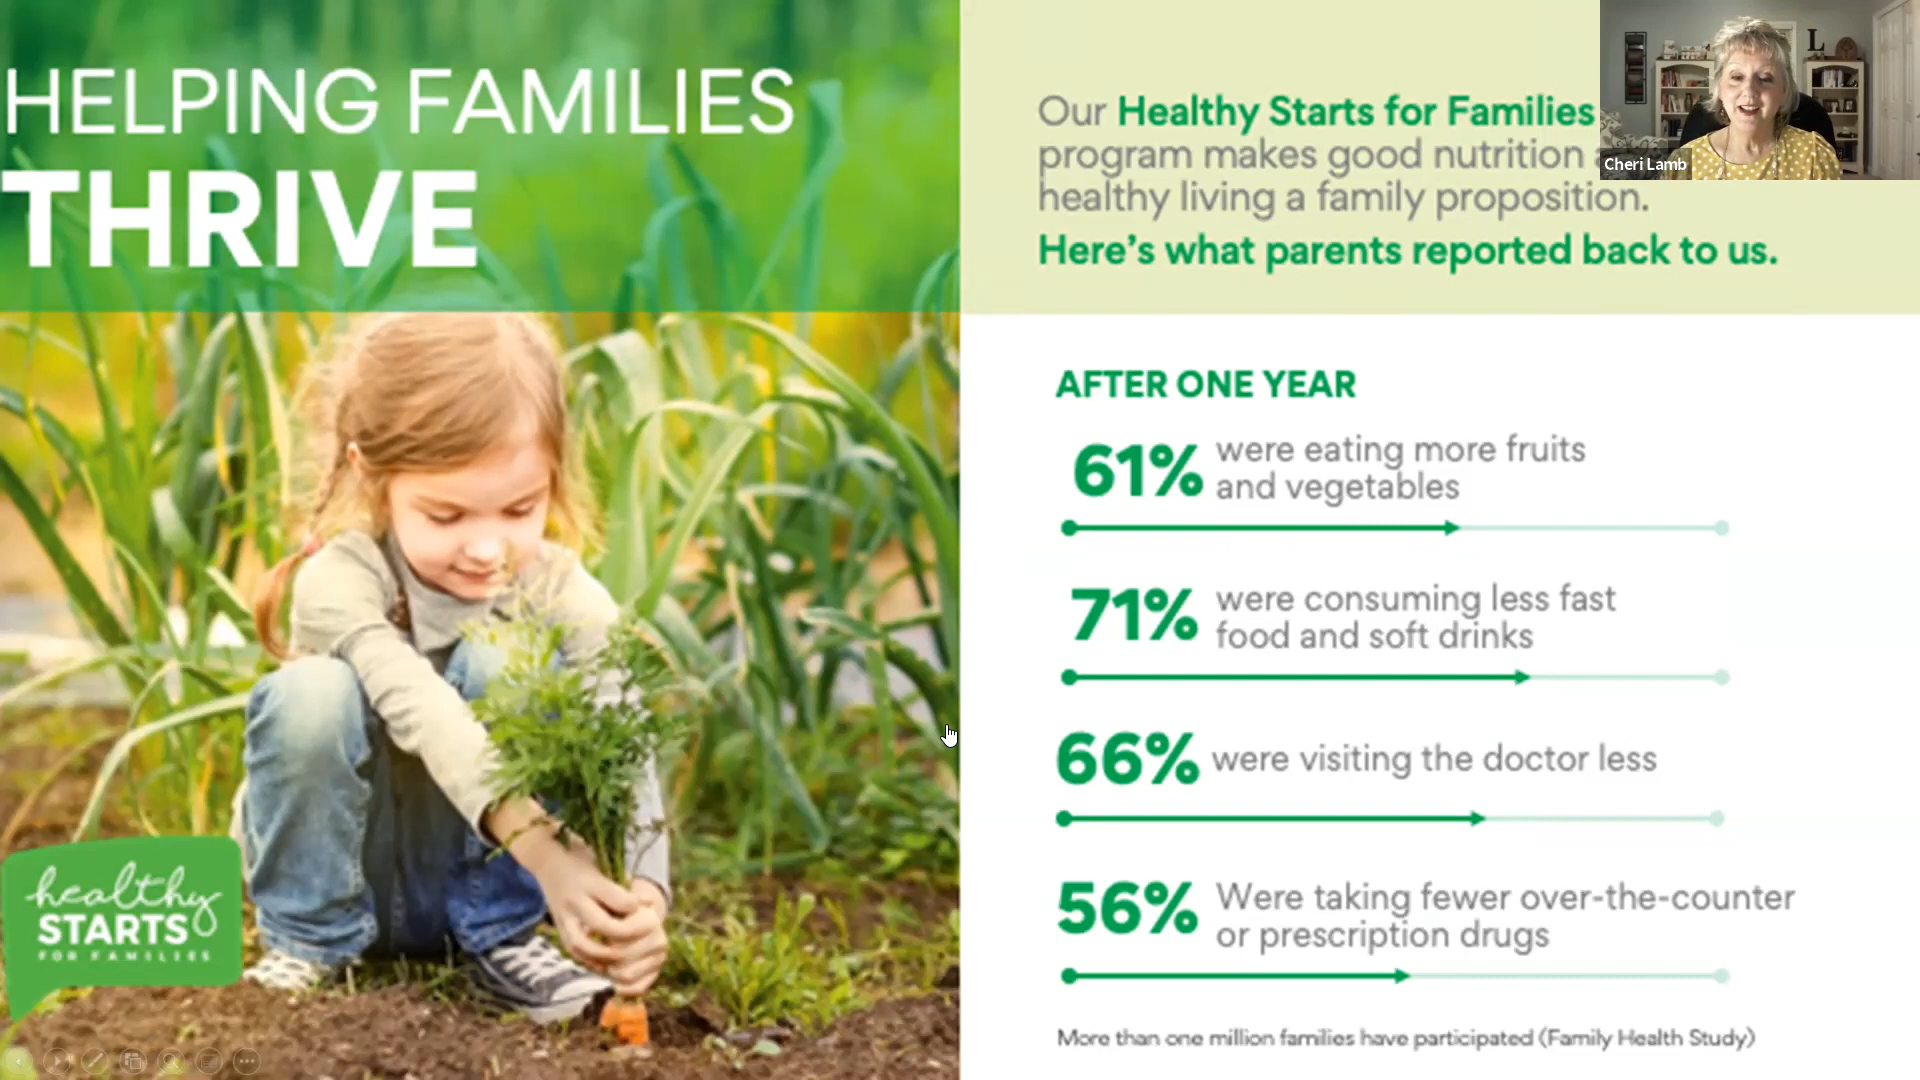 HELPING FAMILIES
THRIVE
healthy
STARTS
FOR FAMILIES
Our Healthy Starts for Families
program makes good nutrition
healthy living a family proposition.
Here's what parents reported back to us.
L
Cheri Lamb
AFTER ONE YEAR
61% were eating more fruits
and vegetables
71% were consuming less fast
food and soft drinks
66% were visiting the doctor less
56% Were taking fewer over-the-counter
or prescription drugs
More than one million families have participated (Family Health Study)